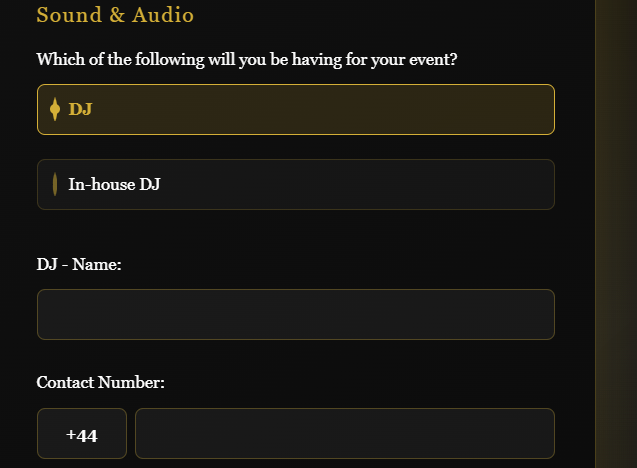 Sound & Audio
Which of the following will you be having for your event?
DJ
In-house DJ
DJ - Name:
Contact Number:
+44